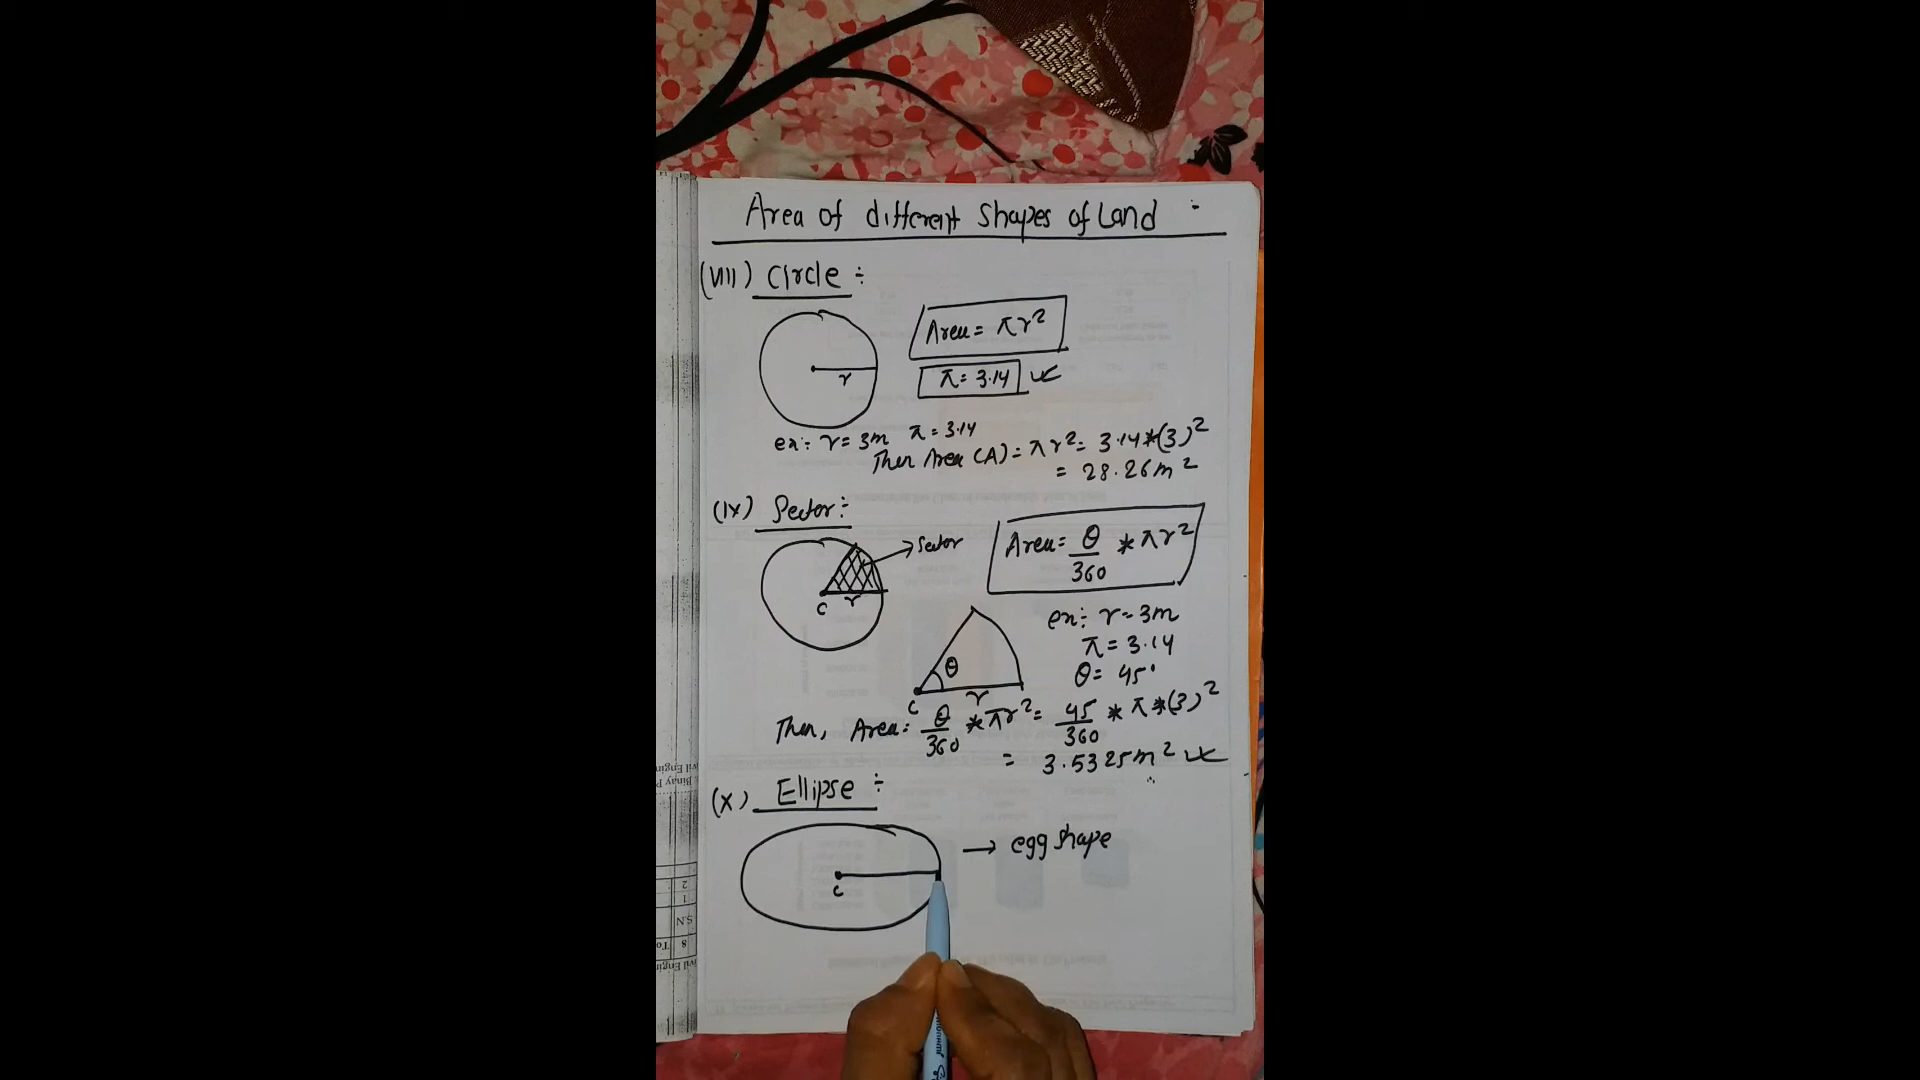 Area of different Shapes of Land :-
(VIII) Circle :-
Area = πr²
π = 3.14
r
ex:- r = 3m π = 3.14
Then Area (A) = πr² = 3.14*(3)²
= 28.26m²
(IX) Sector :-
Sector
Area = θ/360 * πr²
C r
ex:- r = 3m
π = 3.14
θ = 45°
θ
C r
Then, Area = θ/360 * πr² = 45/360 * π*(3)²
= 3.5325m²
(X) Ellipse :-
→ egg shape
C